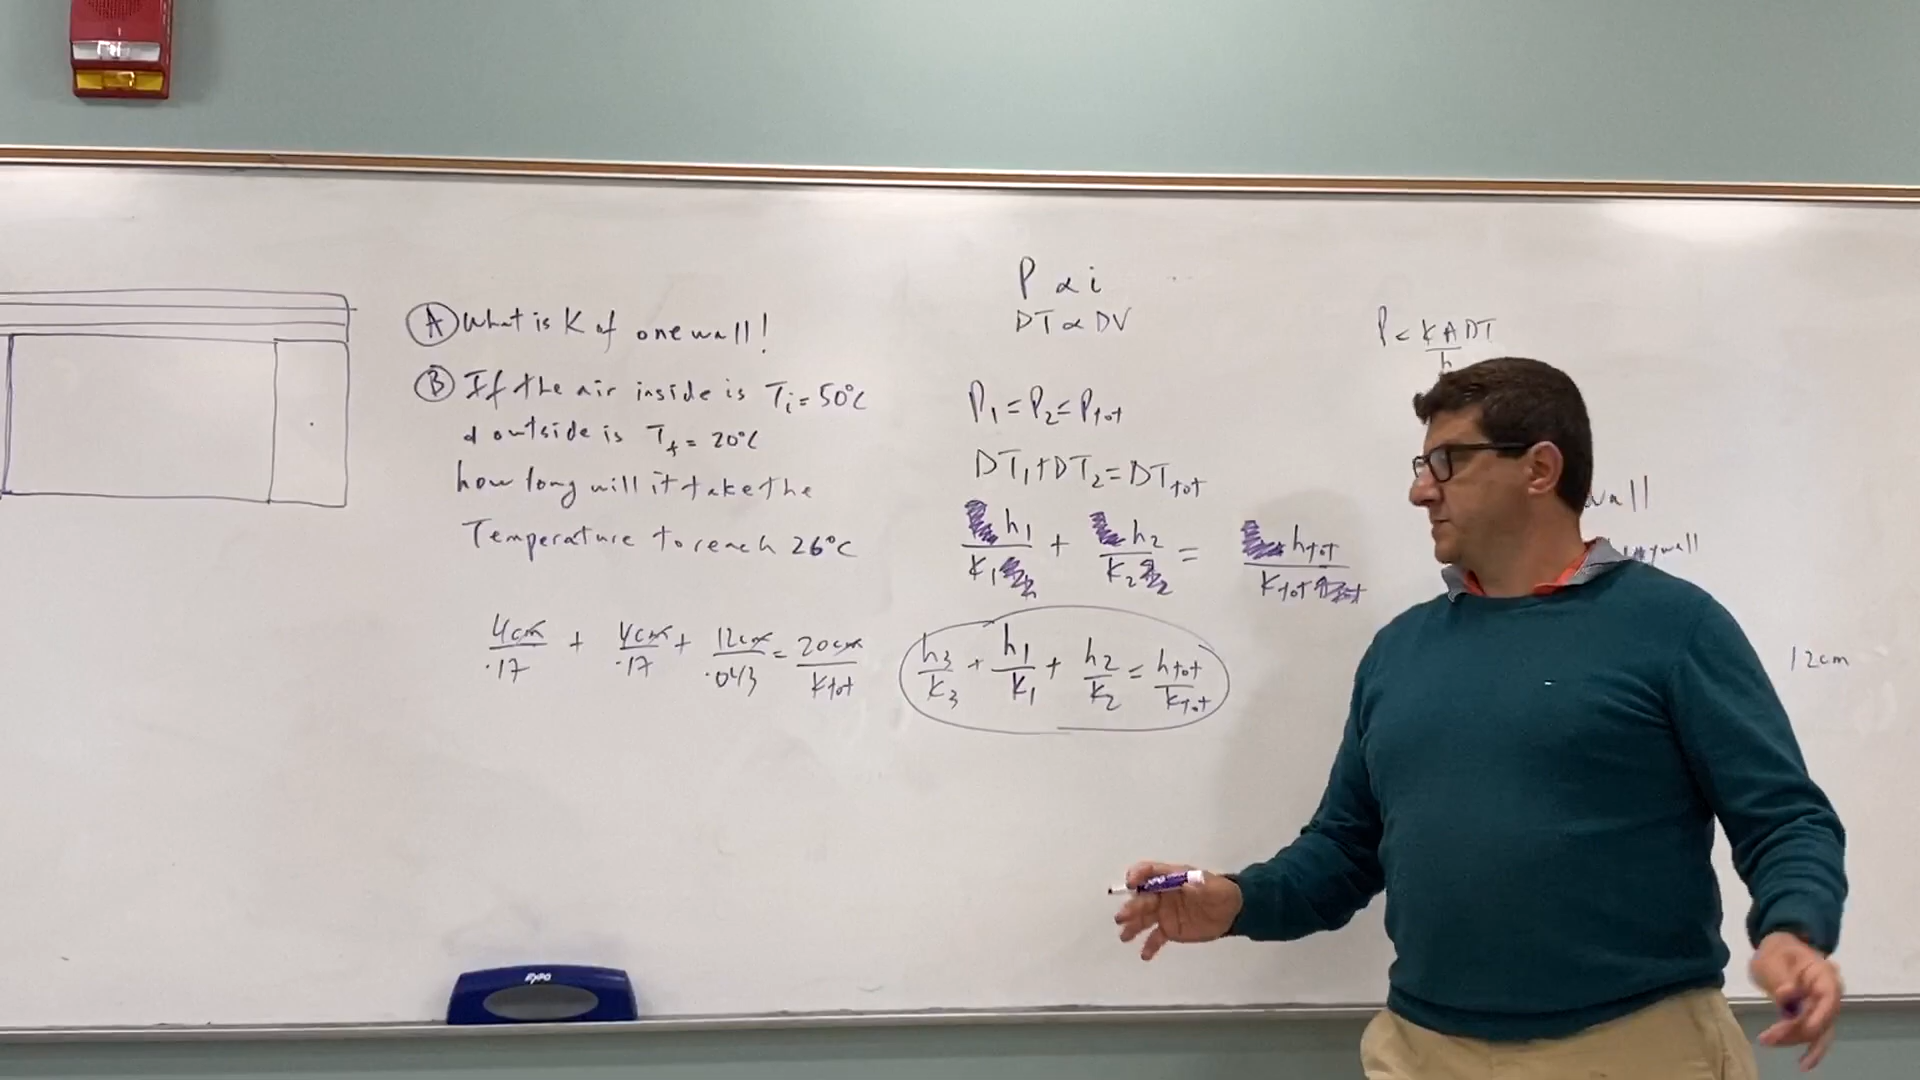 Ⓐ What is K of one wall!
Ⓑ If the air inside is Ti = 50°C
& outside is Tf = 20°C
how long will it take the
Temperature to reach 26°C
4cm/.17 + 4cm/.17 + 12cm/.043 = 20cm/Ktot
P ∝ i
DT ∝ DV
P1 = P2 = Ptot
DT1 + DT2 = DTtot
h1/K1 + h2/K2 = htot/Ktot
h3/K3 + h1/K1 + h2/K2 = htot/Ktot
P = KADT/h
wall
12cm
EXPO